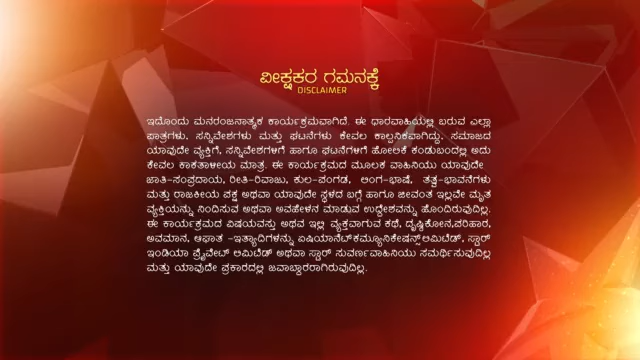 ವೀಕ್ಷಕರ ಗಮನಕ್ಕೆ
DISCLAIMER
ಇದೊಂದು ಮನರಂಜನಾತ್ಮಕ ಕಾರ್ಯಕ್ರಮವಾಗಿದೆ. ಈ ಧಾರವಾಹಿಯಲ್ಲಿ ಬರುವ ಎಲ್ಲಾ
ಪಾತ್ರಗಳು, ಸನ್ನಿವೇಶಗಳು ಮತ್ತು ಘಟನೆಗಳು ಕೇವಲ ಕಾಲ್ಪನಿಕವಾಗಿದ್ದು, ಸಮಾಜದ
ಯಾವುದೇ ವ್ಯಕ್ತಿಗೆ, ಸನ್ನಿವೇಶಗಳಿಗೆ ಹಾಗೂ ಘಟನೆಗಳಿಗೆ ಹೋಲಿಕೆ ಕಂಡುಬಂದಲ್ಲಿ ಅದು
ಕೇವಲ ಕಾಕತಾಳೀಯ ಮಾತ್ರ. ಈ ಕಾರ್ಯಕ್ರಮದ ಮೂಲಕ ವಾಹಿನಿಯು ಯಾವುದೇ
ಜಾತಿ-ಸಂಪ್ರದಾಯ, ರೀತಿ-ರಿವಾಜು, ಕುಲ-ಪಂಗಡ, ಲಿಂಗ-ಭಾಷೆ, ತತ್ವ-ಭಾವನೆಗಳು
ಮತ್ತು ರಾಜಕೀಯ ಪಕ್ಷ ಅಥವಾ ಯಾವುದೇ ಸ್ಥಳದ ಬಗ್ಗೆ ಹಾಗೂ ಜೀವಂತ ಇಲ್ಲವೇ ಮೃತ
ವ್ಯಕ್ತಿಯನ್ನು ನಿಂದಿಸುವ ಅಥವಾ ಅವಹೇಳನ ಮಾಡುವ ಉದ್ದೇಶವನ್ನು ಹೊಂದಿರುವುದಿಲ್ಲ.
ಈ ಕಾರ್ಯಕ್ರಮದ ವಿಷಯವಸ್ತು ಅಥವ ಇಲ್ಲಿ ವ್ಯಕ್ತವಾಗುವ ಕಥೆ, ದೃಷ್ಟಿಕೋನ,ಪರಿಹಾರ,
ಅವಮಾನ, ಆಘಾತ -ಇತ್ಯಾದಿಗಳನ್ನು ಏಷಿಯಾನೆಟ್‌ಕಮ್ಯೂನಿಕೇಷನ್ಸ್ ಲಿಮಿಟೆಡ್, ಸ್ಟಾರ್
ಇಂಡಿಯಾ ಪ್ರೈವೇಟ್ ಲಿಮಿಟೆಡ್ ಅಥವಾ ಸ್ಟಾರ್ ಸುವರ್ಣವಾಹಿನಿಯು ಸಮರ್ಥಿಸುವುದಿಲ್ಲ
ಮತ್ತು ಯಾವುದೇ ಪ್ರಕಾರದಲ್ಲಿ ಜವಾಬ್ದಾರರಾಗಿರುವುದಿಲ್ಲ.